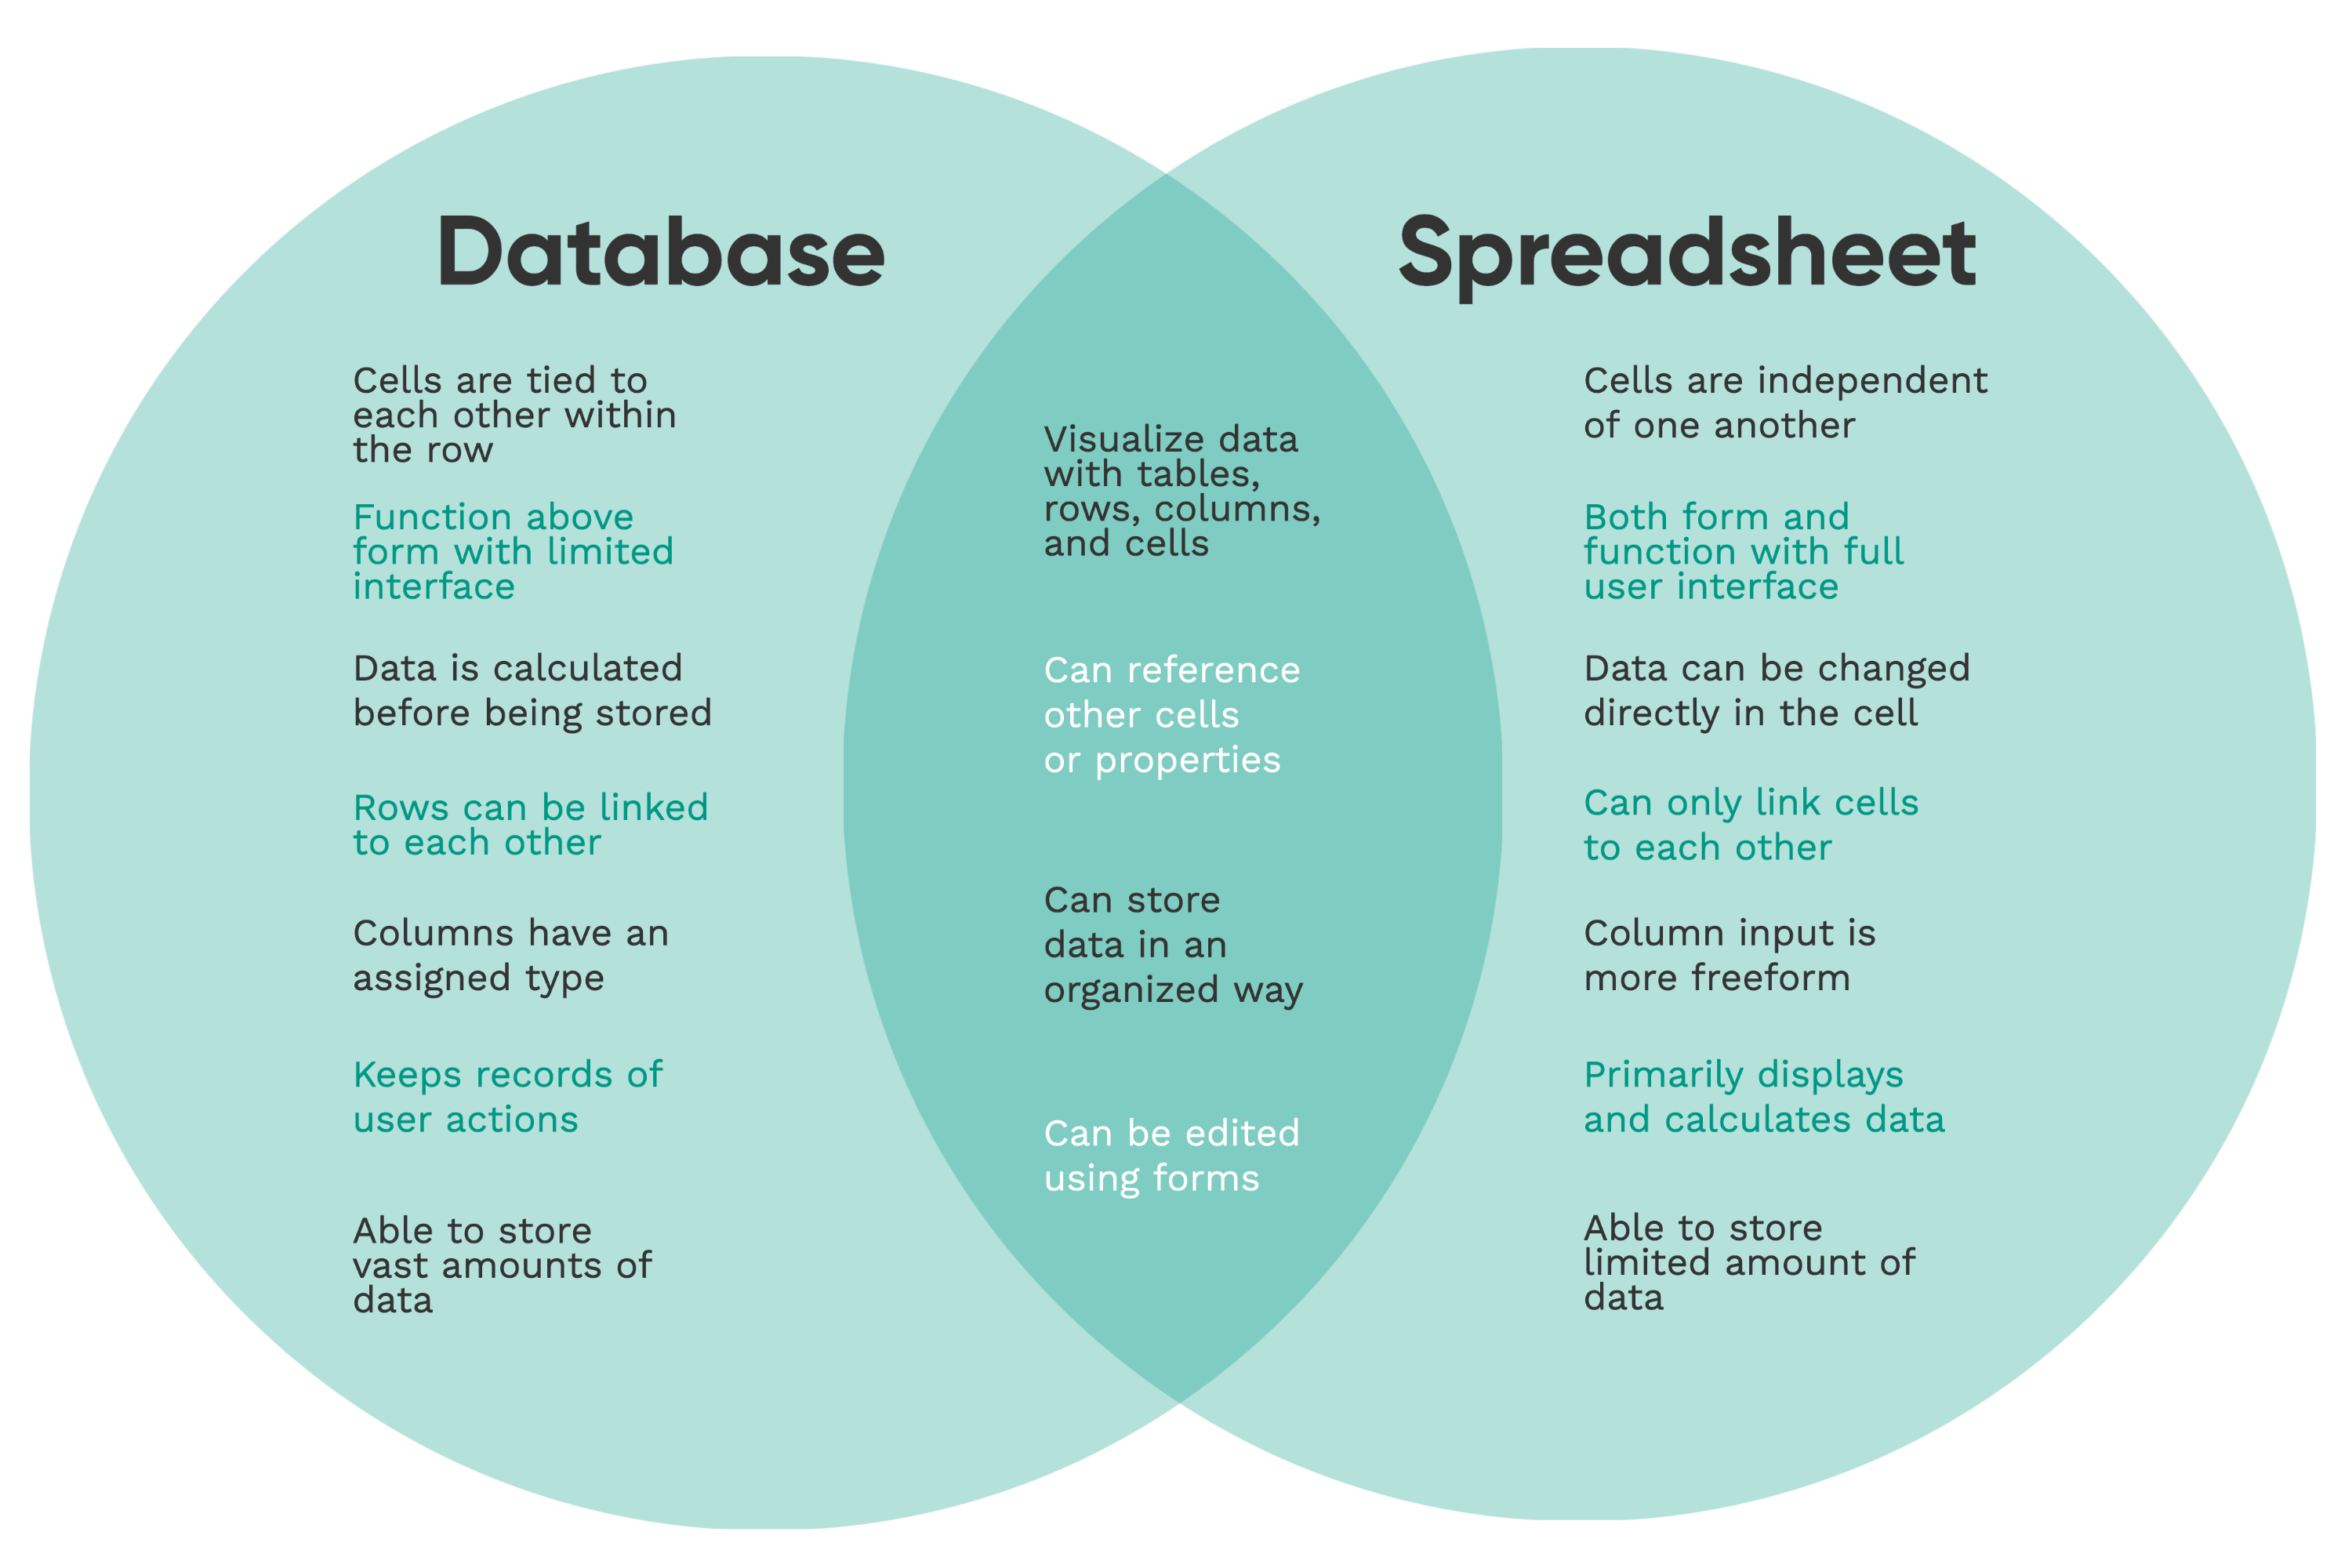 Database
Cells are tied to
each other within
the row
Function above
form with limited
interface
Data is calculated
before being stored
Rows can be linked
to each other
Columns have an
assigned type
Keeps records of
user actions
Able to store
vast amounts of
data
Visualize data
with tables,
rows, columns,
and cells
Can reference
other cells
or properties
Can store
data in an
organized way
Can be edited
using forms
Spreadsheet
Cells are independent
of one another
Both form and
function with full
user interface
Data can be changed
directly in the cell
Can only link cells
to each other
Column input is
more freeform
Primarily displays
and calculates data
Able to store
limited amount of
data